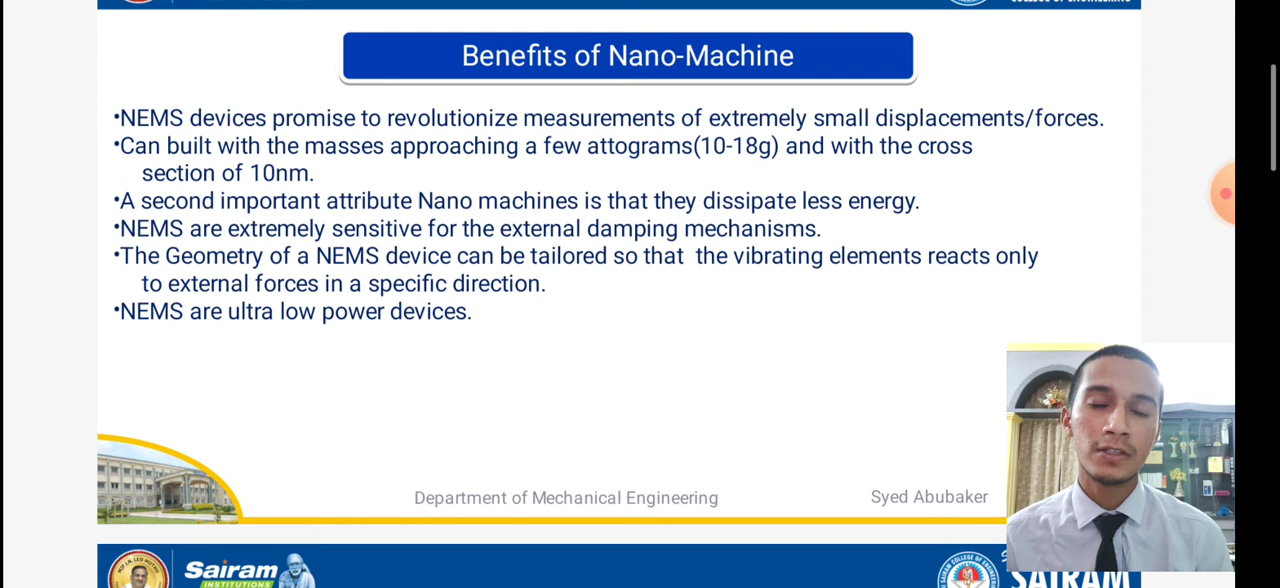 COLLEGE OF ENGINEERING
Benefits of Nano-Machine
•NEMS devices promise to revolutionize measurements of extremely small displacements/forces.
•Can built with the masses approaching a few attograms(10-18g) and with the cross
section of 10nm.
•A second important attribute Nano machines is that they dissipate less energy.
•NEMS are extremely sensitive for the external damping mechanisms.
•The Geometry of a NEMS device can be tailored so that the vibrating elements reacts only
to external forces in a specific direction.
•NEMS are ultra low power devices.
Department of Mechanical Engineering
Syed Abubaker
Sairam
INSTITUTIONS
SAIRAM